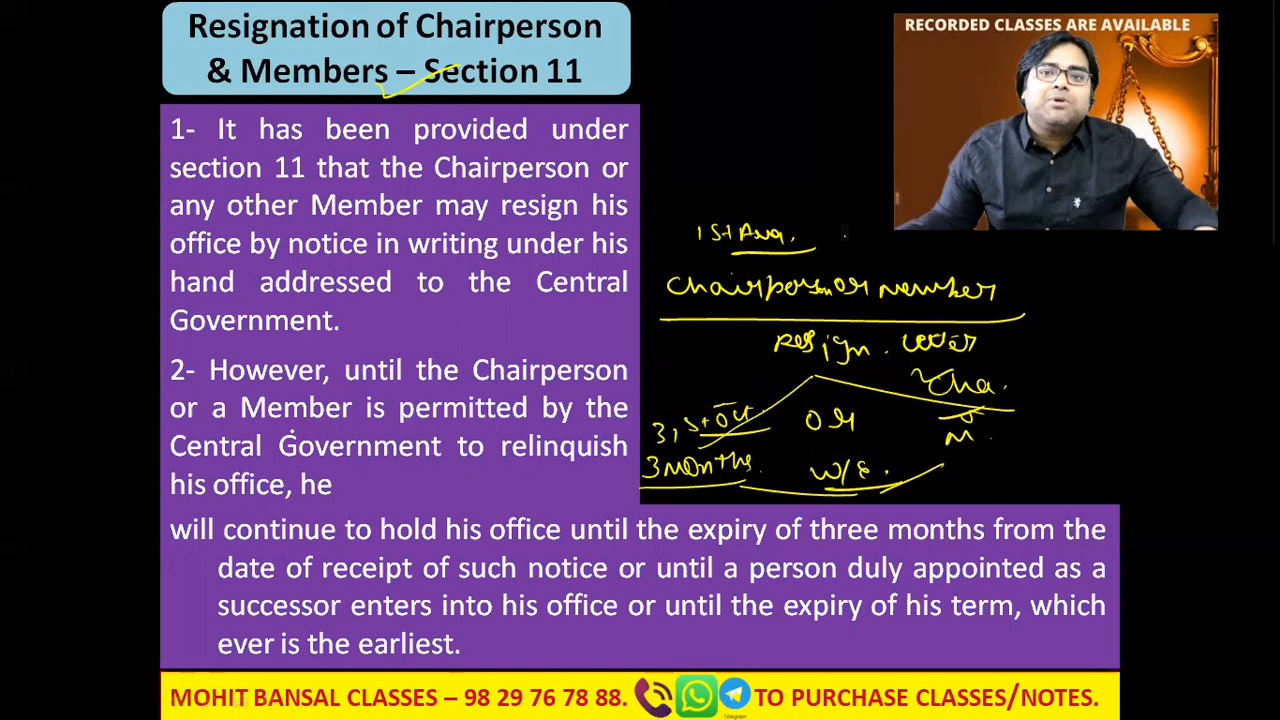 Resignation of Chairperson
& Members – Section 11
RECORDED CLASSES ARE AVAILABLE
1- It has been provided under
section 11 that the Chairperson or
any other Member may resign his
office by notice in writing under his
hand addressed to the Central
Government.
2- However, until the Chairperson
or a Member is permitted by the
Central Government to relinquish
his office, he
will continue to hold his office until the expiry of three months from the
date of receipt of such notice or until a person duly appointed as a
successor enters into his office or until the expiry of his term, which
ever is the earliest.
1st Aug.
Chairperson or member
Resign.
3 months.
W/E.
MOHIT BANSAL CLASSES – 98 29 76 78 88. TO PURCHASE CLASSES/NOTES.
Telegram